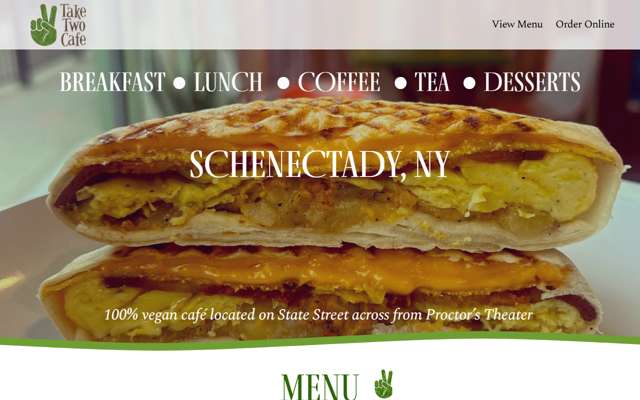 Take
Two
Cafe
View Menu Order Online
BREAKFAST ● LUNCH ● COFFEE ● TEA ● DESSERTS
SCHENECTADY, NY
100% vegan café located on State Street across from Proctor's Theater
MENU